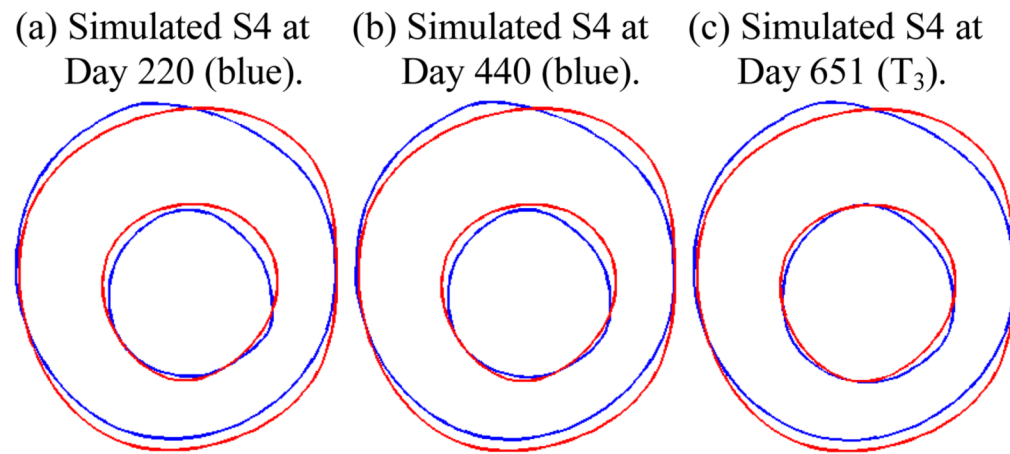 (a) Simulated S4 at
Day 220 (blue).
(b) Simulated S4 at
Day 440 (blue).
(c) Simulated S4 at
Day 651 (T₃).